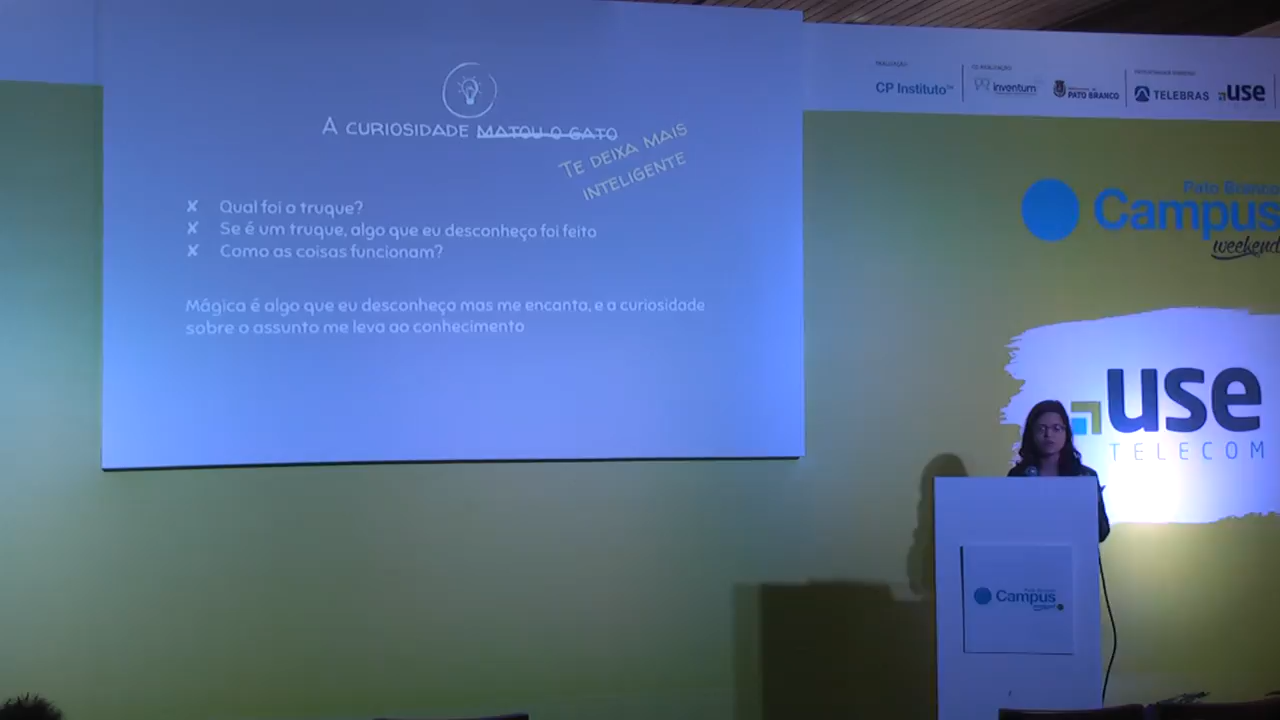 A CURIOSIDADE MATOU O GATO
TE DEIXA MAIS
INTELIGENTE
✘ Qual foi o truque?
✘ Se é um truque, algo que eu desconheço foi feito
✘ Como as coisas funcionam?
Mágica é algo que eu desconheça mas me encanta, e a curiosidade
sobre o assunto me leva ao conhecimento
CP Instituto
inventum
PATO BRANCO
TELEBRAS
use
Pato Branco
Campus
weekend
use
TELECOM
Campus